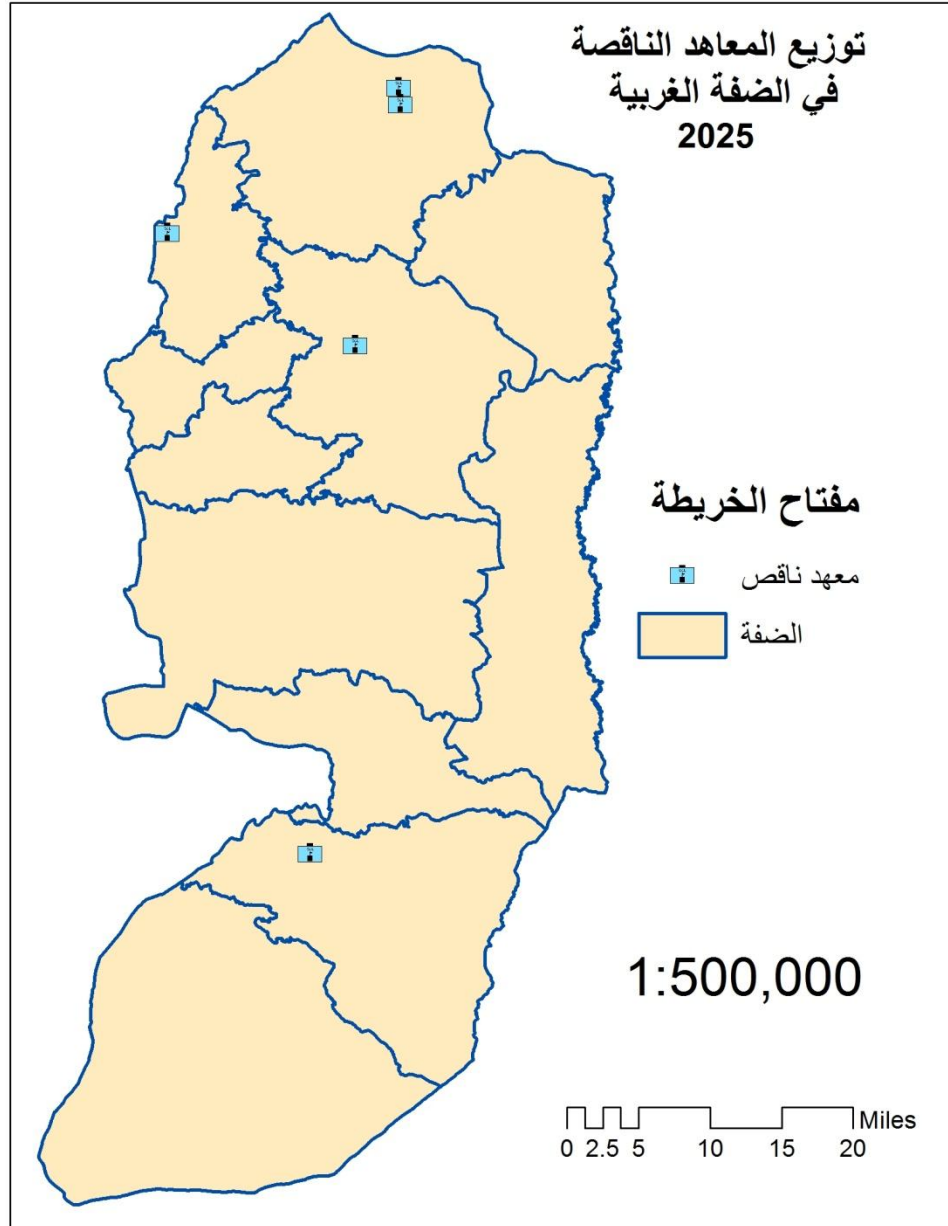 توزيع المعاهد الناقصة
في الضفة الغربية
2025
مفتاح الخريطة
معهد ناقص
الضفة
1:500,000
Miles
0 2.5 5 10 15 20